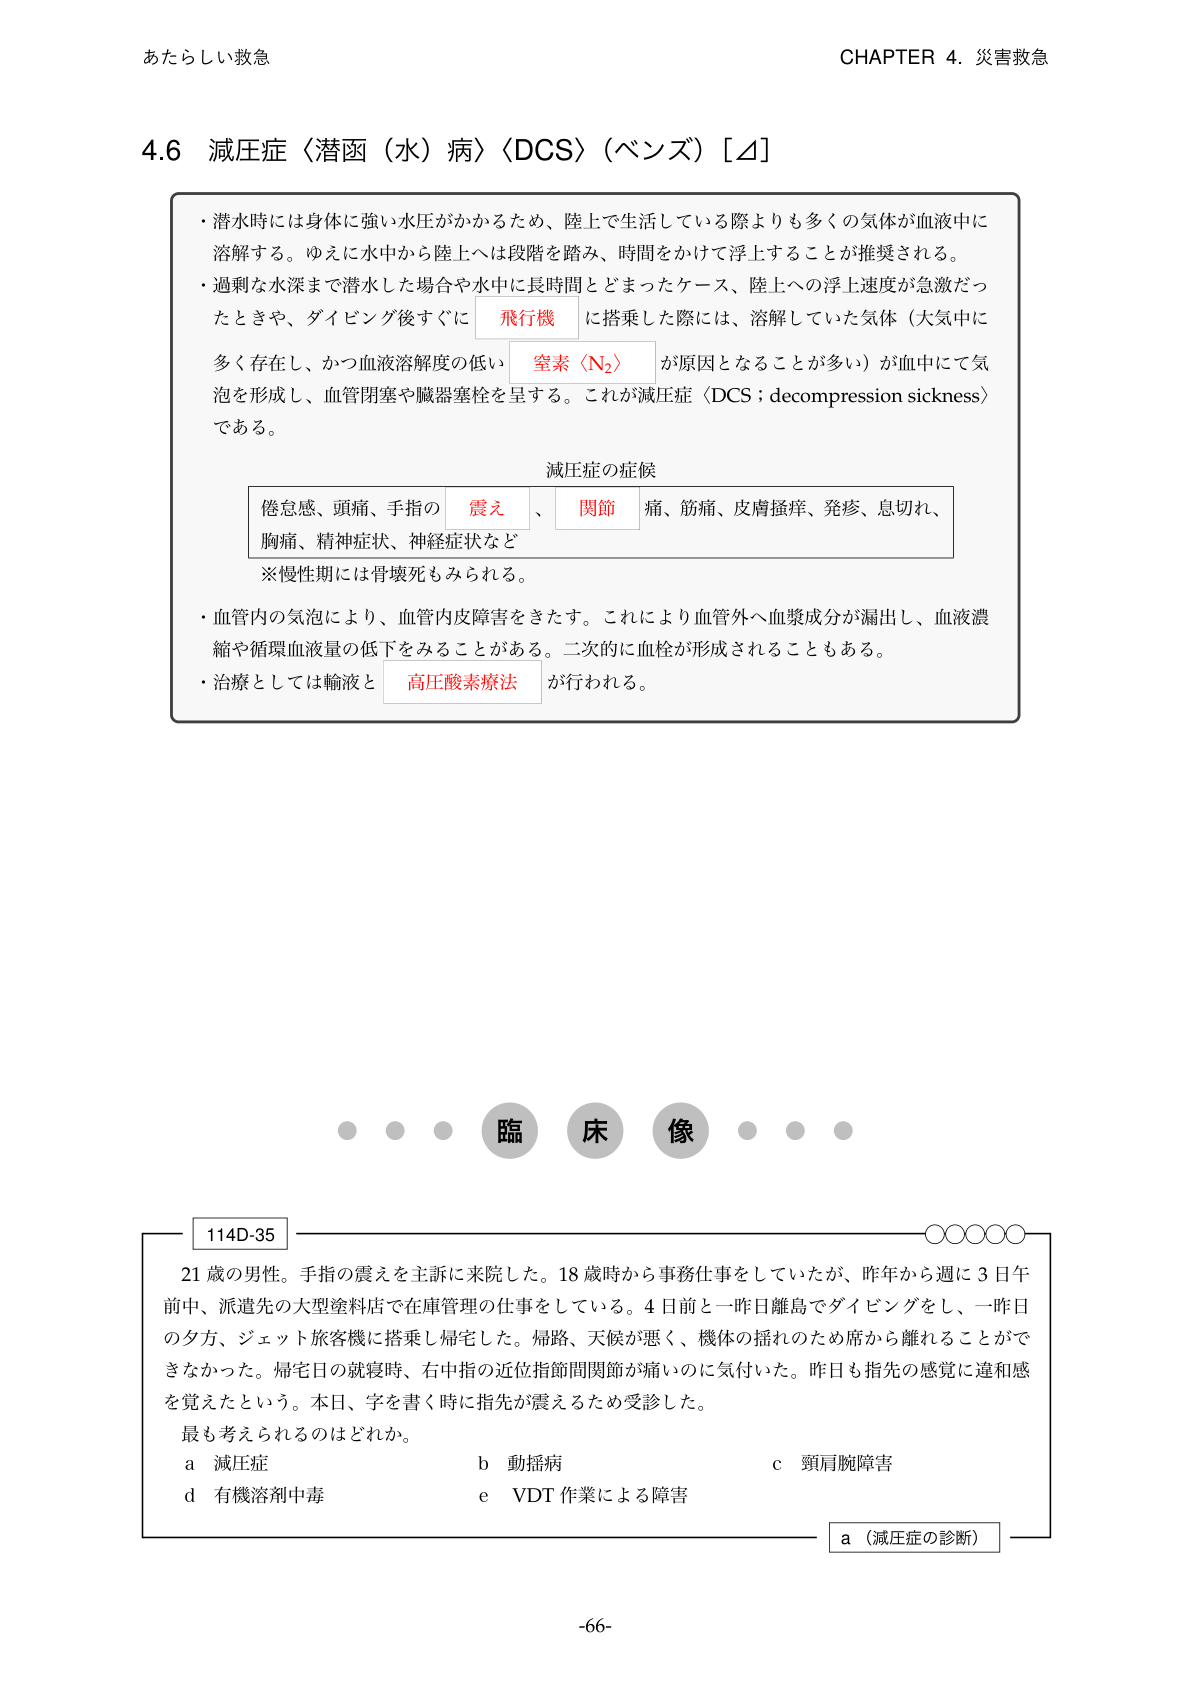 あたらしい救急
CHAPTER 4. 災害救急
4.6 減圧症〈潜函（水）病〉〈DCS〉（ベンズ）［⊿］
・潜水時には身体に強い水圧がかかるため、陸上で生活している際よりも多くの気体が血液中に
溶解する。ゆえに水中から陸上へは段階を踏み、時間をかけて浮上することが推奨される。
・過剰な水深まで潜水した場合や水中に長時間とどまったケース、陸上への浮上速度が急激だっ
たときや、ダイビング後すぐに 飛行機 に搭乗した際には、溶解していた気体（大気中に
多く存在し、かつ血液溶解度の低い 窒素〈N₂〉 が原因となることが多い）が血中にて気
泡を形成し、血管閉塞や臓器塞栓を呈する。これが減圧症〈DCS；decompression sickness〉
である。
減圧症の症候
倦怠感、頭痛、手指の 震え 、 関節 痛、筋痛、皮膚掻痒、発疹、息切れ、
胸痛、精神症状、神経症状など
※慢性期には骨壊死もみられる。
・血管内の気泡により、血管内皮障害をきたす。これにより血管外へ血漿成分が漏出し、血液濃
縮や循環血液量の低下をみることがある。二次的に血栓が形成されることもある。
・治療としては輸液と 高圧酸素療法 が行われる。
臨床像
114D-35
21 歳の男性。手指の震えを主訴に来院した。18 歳時から事務仕事をしていたが、昨年から週に 3 日午
前中、派遣先の大型塗料店で在庫管理の仕事をしている。4 日前と一昨日離島でダイビングをし、一昨日
の夕方、ジェット旅客機に搭乗し帰宅した。帰路、天候が悪く、機体の揺れのため席から離れることがで
きなかった。帰宅日の就寝時、右中指の近位指節間関節が痛いのに気付いた。昨日も指先の感覚に違和感
を覚えたという。本日、字を書く時に指先が震えるため受診した。
最も考えられるのはどれか。
a 減圧症 b 動揺病 c 頸肩腕障害
d 有機溶剤中毒 e VDT 作業による障害
a （減圧症の診断）
-66-